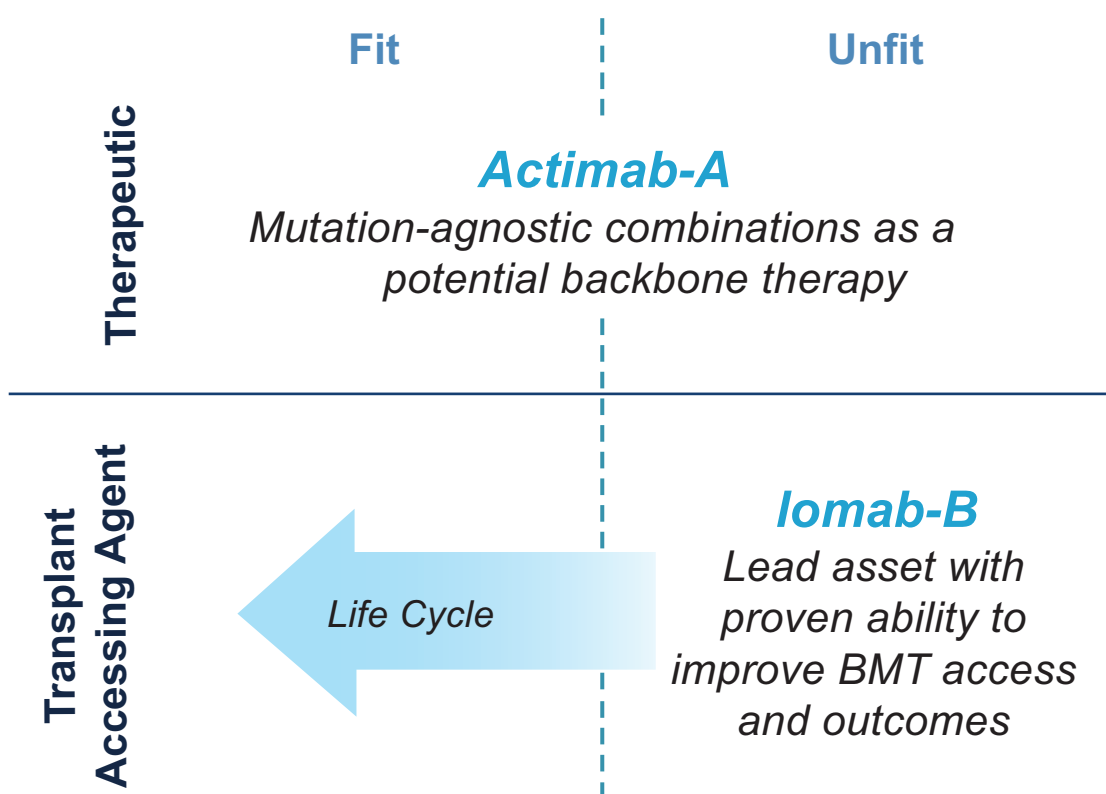 Fit
Unfit
Therapeutic
Actimab-A
Mutation-agnostic combinations as a
potential backbone therapy
Transplant
Accessing Agent
Life Cycle
Iomab-B
Lead asset with
proven ability to
improve BMT access
and outcomes